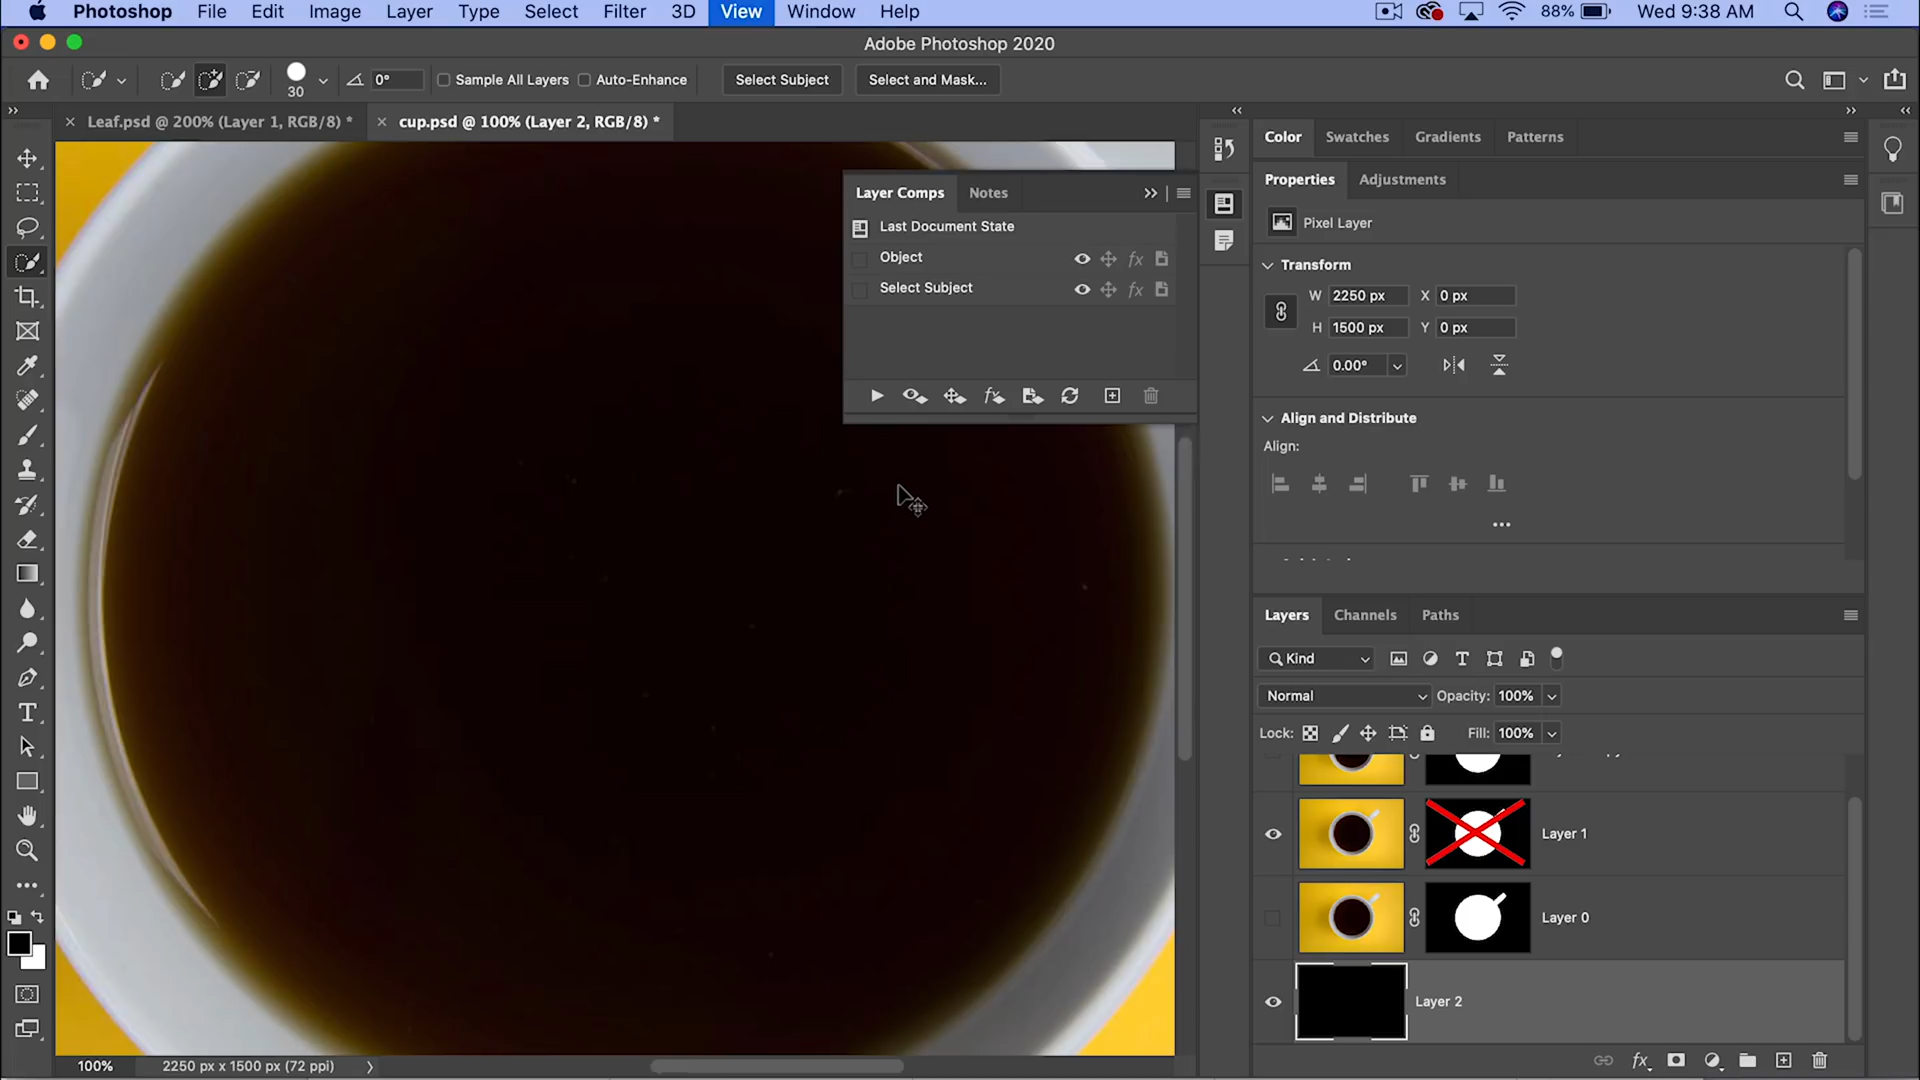 Photoshop File Edit Image Layer Type Select Filter 3D View Window Help 88% Wed 9:38 AM
Adobe Photoshop 2020
30 0° Sample All Layers Auto-Enhance Select Subject Select and Mask...
Leaf.psd @ 200% (Layer 1, RGB/8) * cup.psd @ 100% (Layer 2, RGB/8) *
Color Swatches Gradients Patterns
Properties Adjustments
Layer Comps Notes
Last Document State
Object
Select Subject
Pixel Layer
Transform
W 2250 px X 0 px
H 1500 px Y 0 px
0.00°
Align and Distribute
Align:
Layers Channels Paths
Kind
Normal Opacity: 100%
Lock: Fill: 100%
Layer 1
Layer 0
Layer 2
100% 2250 px x 1500 px (72 ppi)